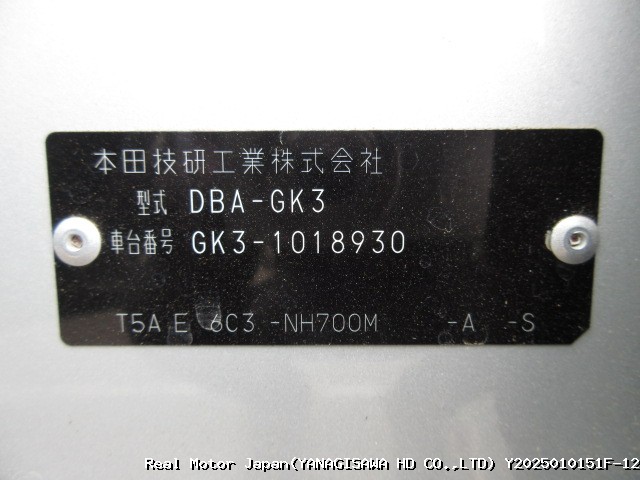 本田技研工業株式会社
型式 DBA-GK3
車台番号 GK3-1018930
T5A E 6C3 -NH700M -A -S
Real Motor Japan(YANAGISAWA HD CO.,LTD) Y2025010151F-12